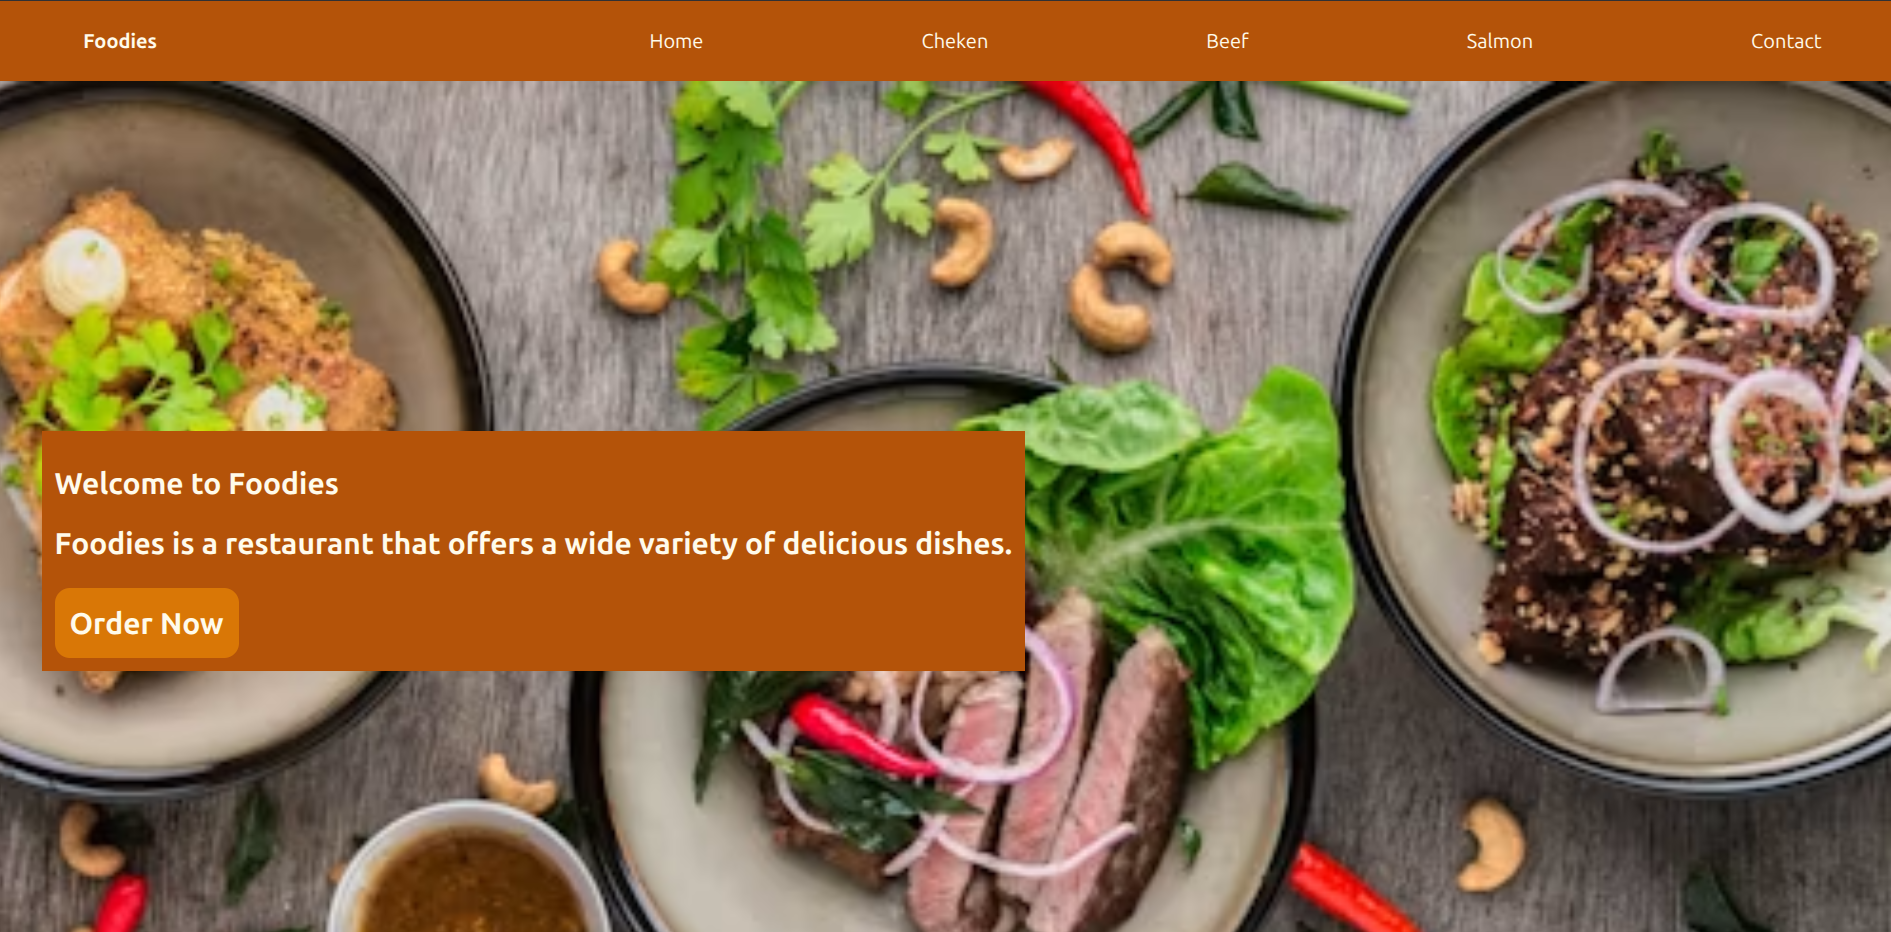 Foodies
Home
Cheken
Beef
Salmon
Contact
Welcome to Foodies
Foodies is a restaurant that offers a wide variety of delicious dishes.
Order Now